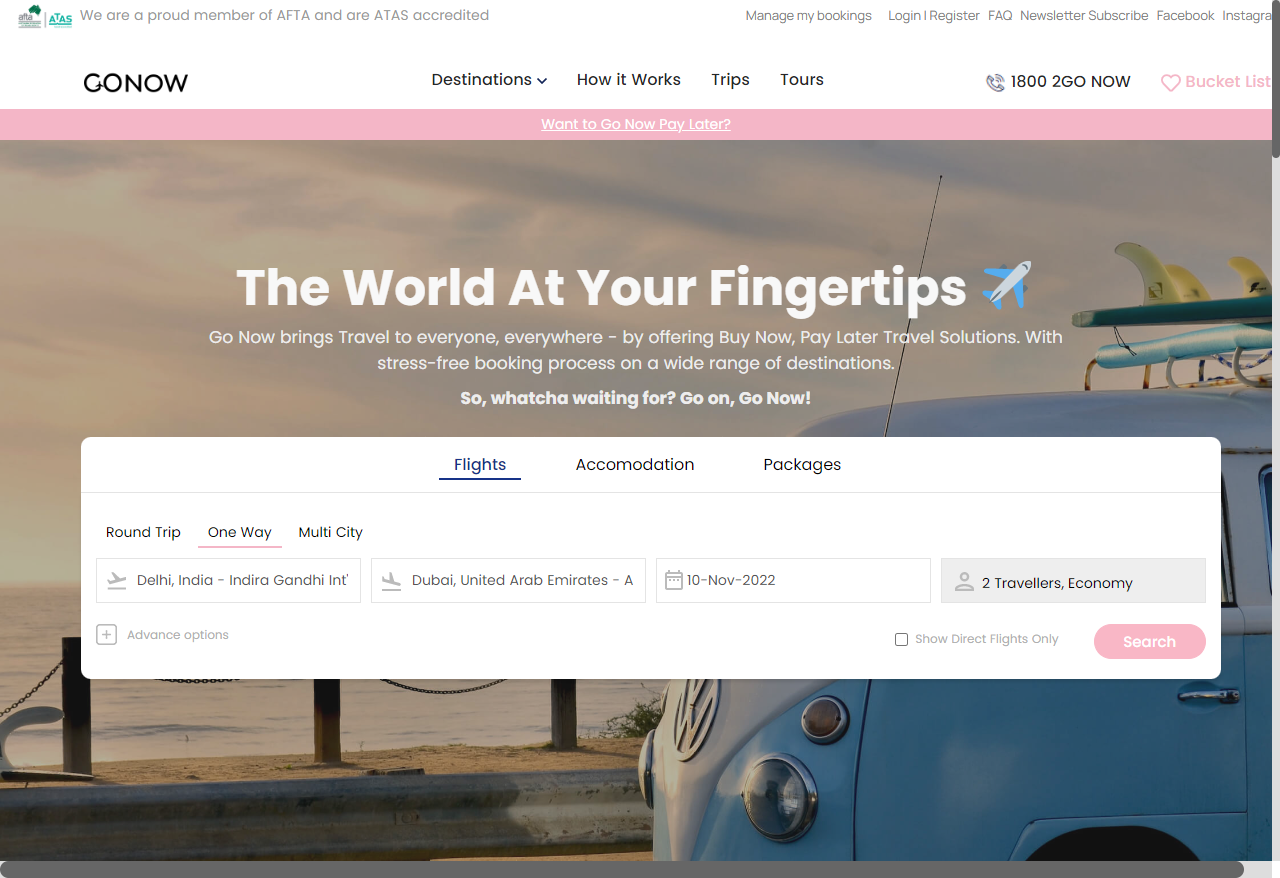 afta
ATAS
We are a proud member of AFTA and are ATAS accredited
Manage my bookings
Login | Register
FAQ
Newsletter Subscribe
Facebook
Instagra
GONOW
Destinations
How it Works
Trips
Tours
1800 2GO NOW
Bucket List
Want to Go Now Pay Later?
The World At Your Fingertips
Go Now brings Travel to everyone, everywhere - by offering Buy Now, Pay Later Travel Solutions. With
stress-free booking process on a wide range of destinations.
So, whatcha waiting for? Go on, Go Now!
Flights
Accomodation
Packages
Round Trip
One Way
Multi City
Delhi, India - Indira Gandhi Int'
Dubai, United Arab Emirates - A
10-Nov-2022
2 Travellers, Economy
Advance options
Show Direct Flights Only
Search